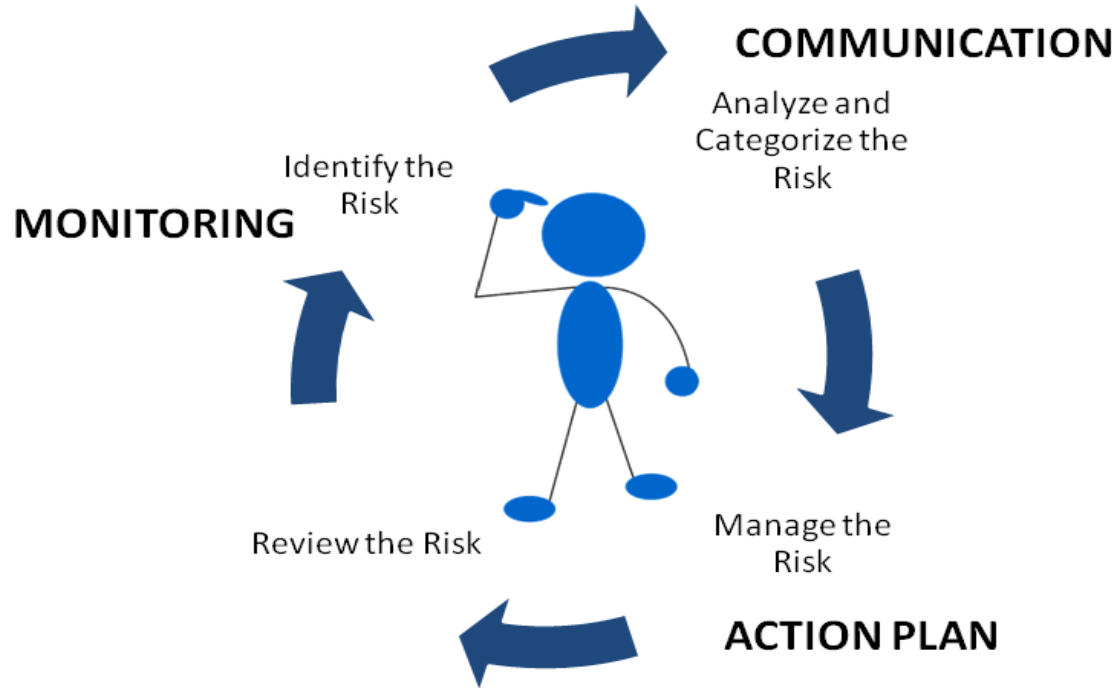 COMMUNICATION
Analyze and
Categorize the
Risk
Identify the
Risk
MONITORING
Review the Risk
Manage the
Risk
ACTION PLAN